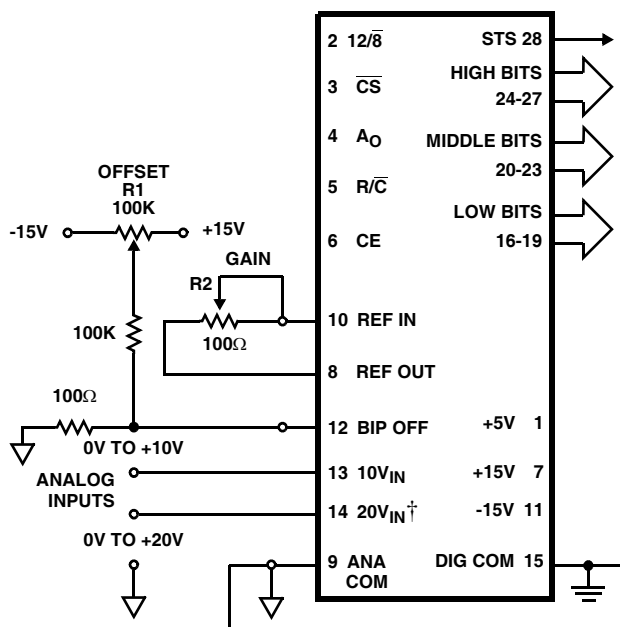 2 12/8̅
STS 28
HIGH BITS
24-27
3 C̅S̅
4 AO
MIDDLE BITS
20-23
OFFSET
R1
100K
5 R/C̅
-15V
+15V
LOW BITS
16-19
6 CE
GAIN
R2
10 REF IN
100K
100Ω
8 REF OUT
100Ω
12 BIP OFF
+5V 1
0V TO +10V
ANALOG
INPUTS
13 10VIN
+15V 7
14 20VIN†
-15V 11
0V TO +20V
9 ANA
COM
DIG COM 15